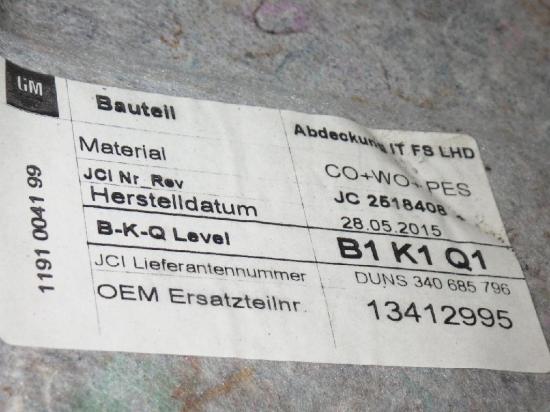 GM
Bauteil Abdeckung IT FS LHD
Material CO+WO+PES
JCI Nr_Rev JC 2518408 -
Herstelldatum 28.05.2015
B-K-Q Level B1 K1 Q1
JCI Lieferantennummer DUNS 340 685 796
OEM Ersatzteilnr. 13412995
1191 0041 99